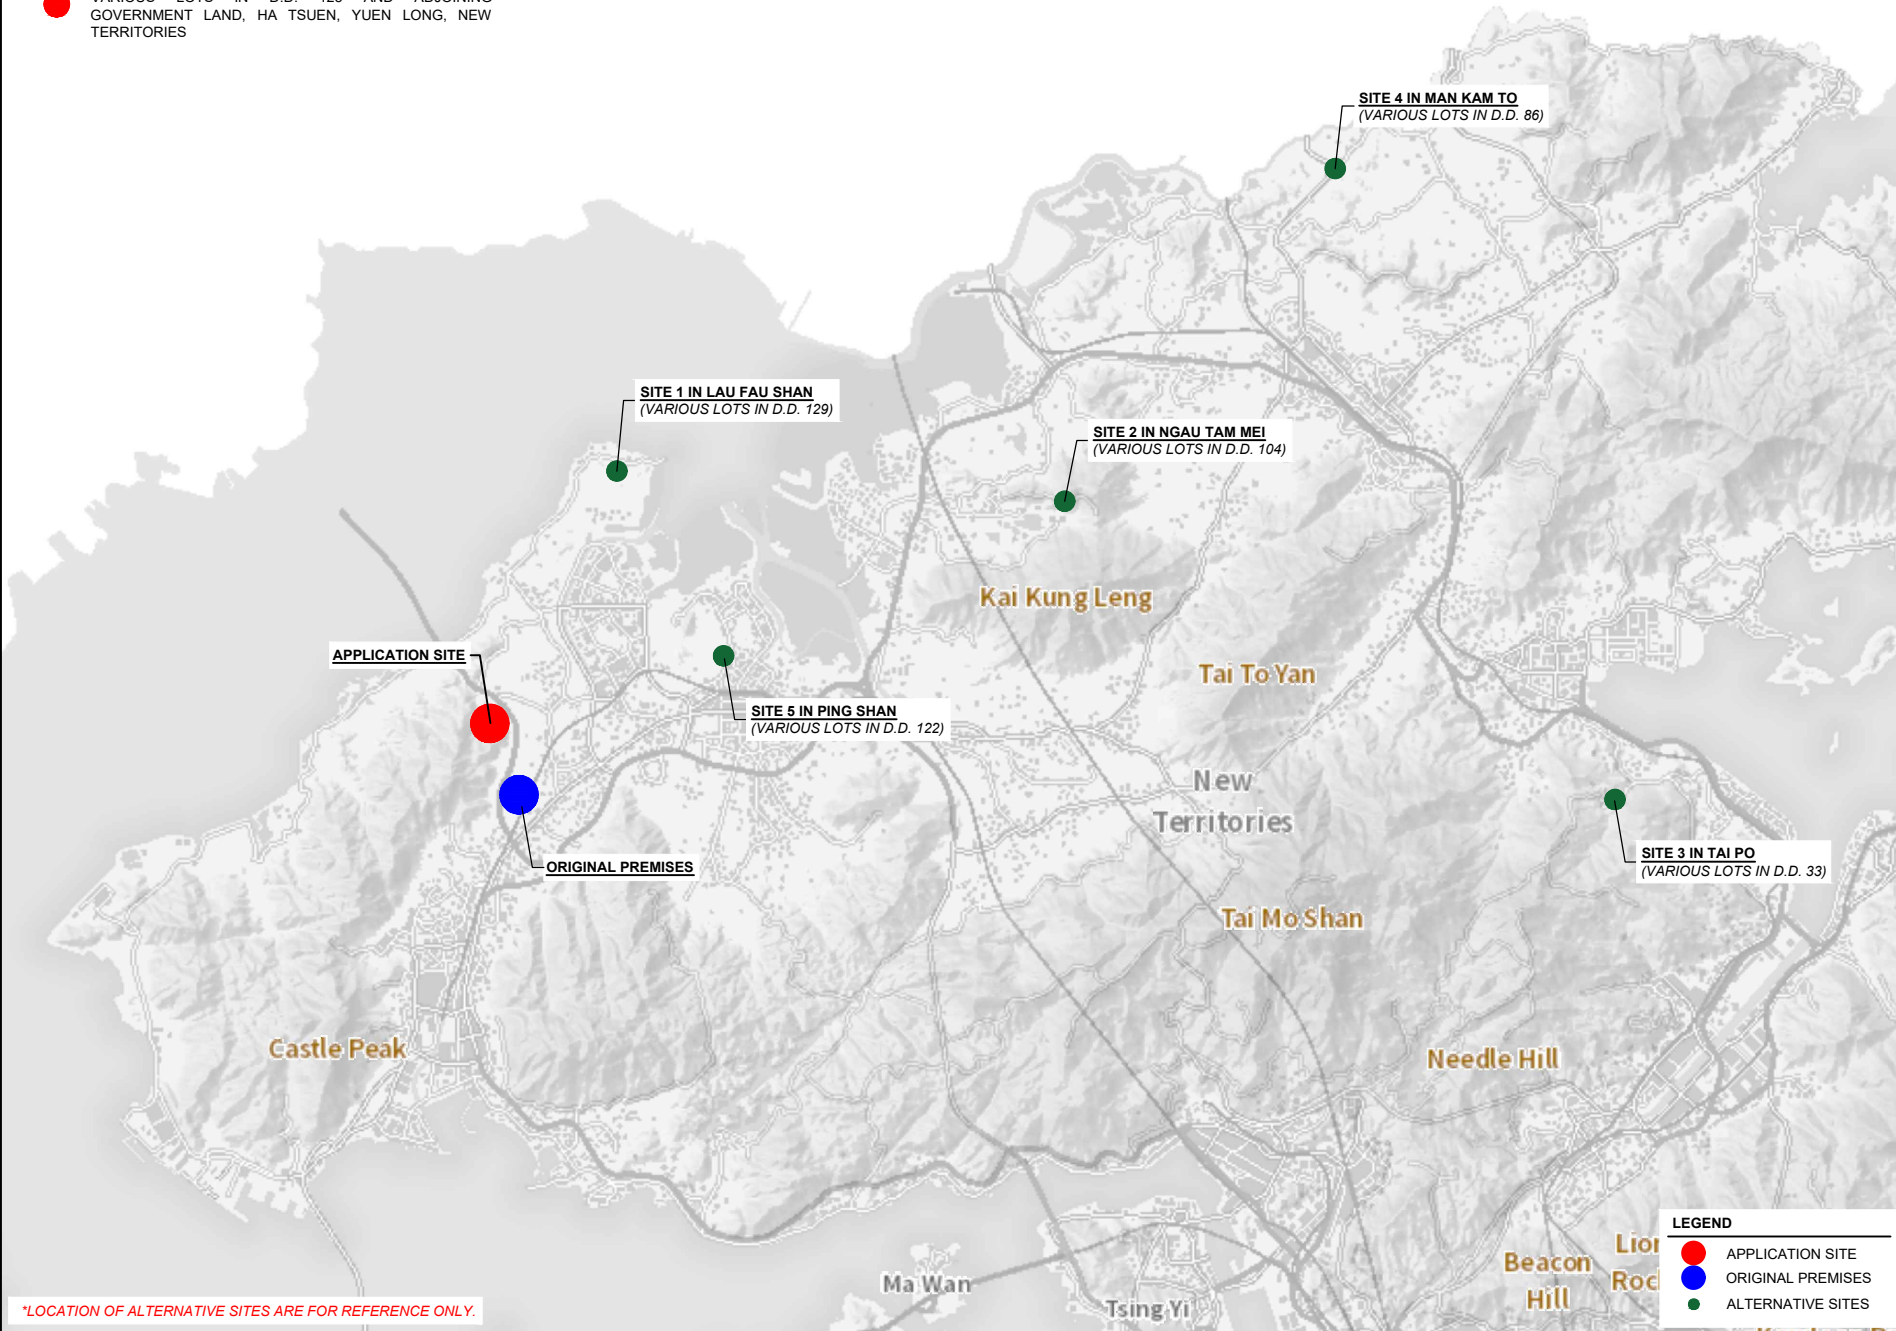 GOVERNMENT LAND, HA TSUEN, YUEN LONG, NEW
TERRITORIES
SITE 4 IN MAN KAM TO
(VARIOUS LOTS IN D.D. 86)
SITE 1 IN LAU FAU SHAN
(VARIOUS LOTS IN D.D. 129)
SITE 2 IN NGAU TAM MEI
(VARIOUS LOTS IN D.D. 104)
Kai Kung Leng
APPLICATION SITE
Tai To Yan
SITE 5 IN PING SHAN
(VARIOUS LOTS IN D.D. 122)
New
Territories
ORIGINAL PREMISES
SITE 3 IN TAI PO
(VARIOUS LOTS IN D.D. 33)
Tai Mo Shan
Castle Peak
Needle Hill
Ma Wan
Tsing Yi
Beacon
Hill
LEGEND
APPLICATION SITE
ORIGINAL PREMISES
ALTERNATIVE SITES
*LOCATION OF ALTERNATIVE SITES ARE FOR REFERENCE ONLY.